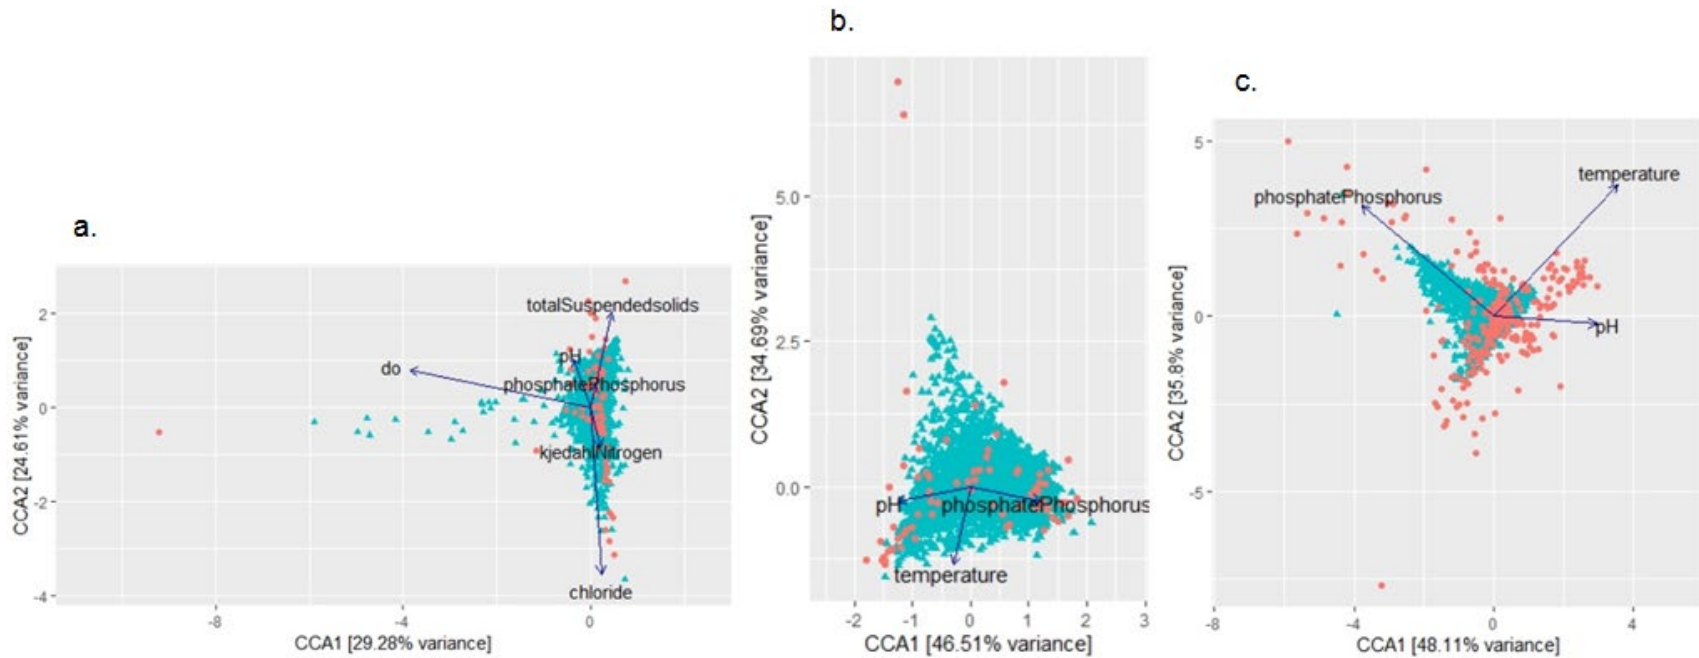 a.
CCA2 [24.61% variance]
2
0
-2
-4
totalSuspendedsolids
pH
do
phosphatePhosphorus
kjedahlNitrogen
chloride
-8
-4
0
CCA1 [29.28% variance]
b.
CCA2 [34.69% variance]
5.0
2.5
0.0
pH
phosphatePhosphorus
temperature
-2
-1
0
1
2
3
CCA1 [46.51% variance]
c.
CCA2 [35.8% variance]
5
0
-5
temperature
phosphatePhosphorus
pH
-8
-4
0
4
CCA1 [48.11% variance]